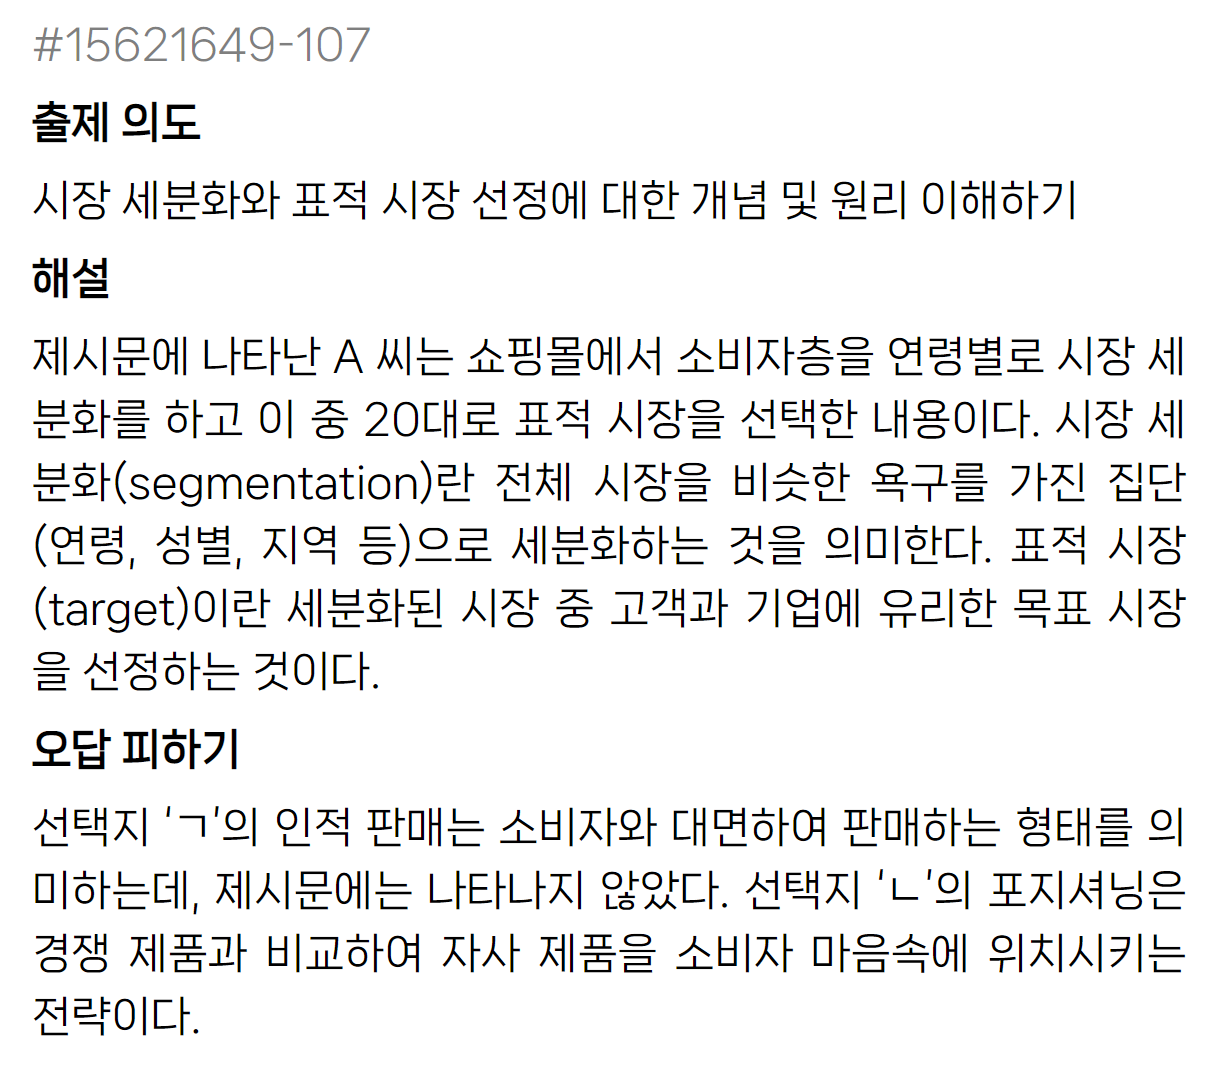 #15621649-107
출제 의도
시장 세분화와 표적 시장 선정에 대한 개념 및 원리 이해하기
해설
제시문에 나타난 A 씨는 쇼핑몰에서 소비자층을 연령별로 시장 세
분화를 하고 이 중 20대로 표적 시장을 선택한 내용이다. 시장 세
분화(segmentation)란 전체 시장을 비슷한 욕구를 가진 집단
(연령, 성별, 지역 등)으로 세분화하는 것을 의미한다. 표적 시장
(target)이란 세분화된 시장 중 고객과 기업에 유리한 목표 시장
을 선정하는 것이다.
오답 피하기
선택지 ‘ㄱ’의 인적 판매는 소비자와 대면하여 판매하는 형태를 의
미하는데, 제시문에는 나타나지 않았다. 선택지 ‘ㄴ’의 포지셔닝은
경쟁 제품과 비교하여 자사 제품을 소비자 마음속에 위치시키는
전략이다.